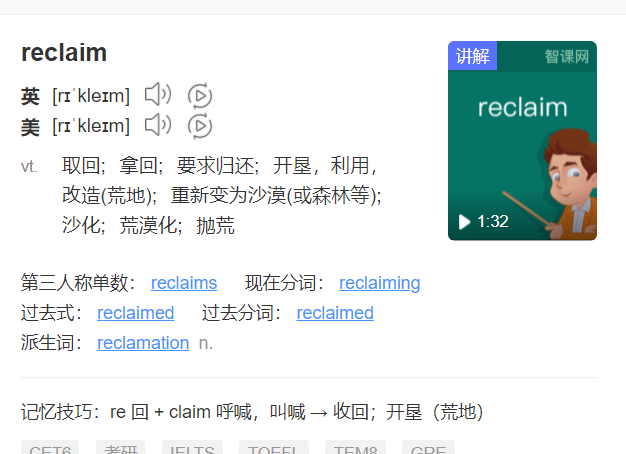 reclaim
英 [rɪˈkleɪm]
美 [rɪˈkleɪm]
vt. 取回；拿回；要求归还；开垦，利用，
改造(荒地)；重新变为沙漠(或森林等)；
沙化；荒漠化；抛荒
讲解 智课网
reclaim
1:32
第三人称单数： reclaims 现在分词： reclaiming
过去式： reclaimed 过去分词： reclaimed
派生词： reclamation n.
记忆技巧：re 回 + claim 呼喊，叫喊 → 收回；开垦（荒地）
CET6 考研 IELTS TOEFL TEM8 GRE